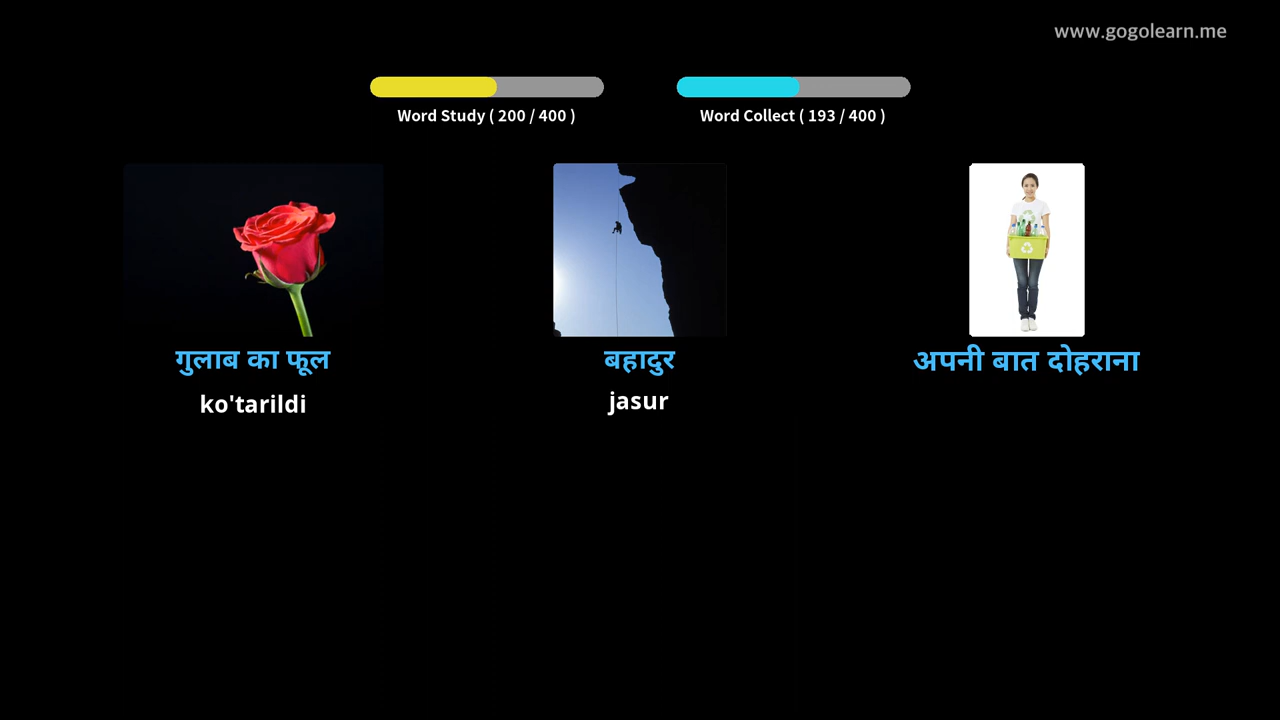 www.gogolearn.me
Word Study ( 200 / 400 )
Word Collect ( 193 / 400 )
गुलाब का फूल
बहादुर
अपनी बात दोहराना
ko'tarildi
jasur